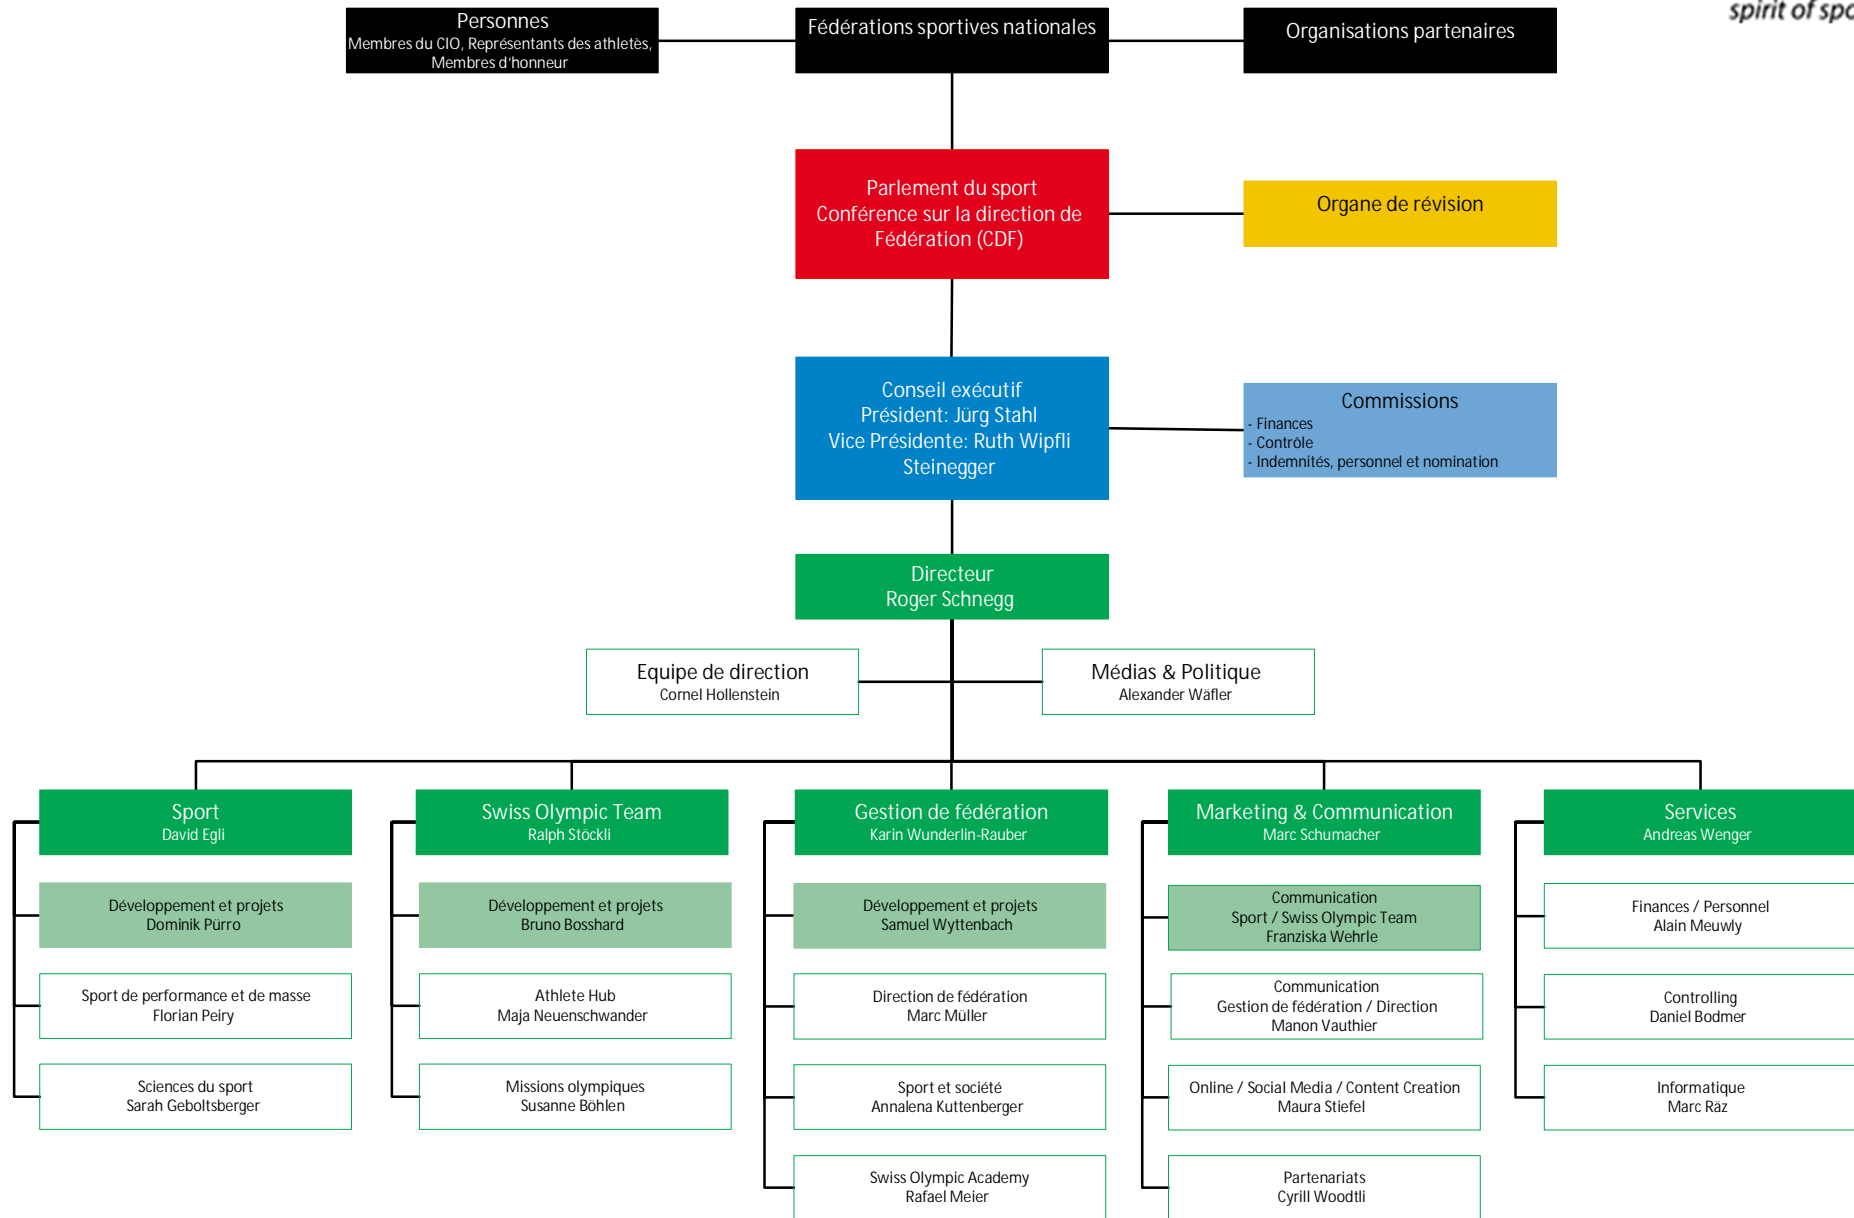 spirit of spo
Personnes
Membres du CIO, Représentants des athletès,
Membres d'honneur
Fédérations sportives nationales
Organisations partenaires
Parlement du sport
Conférence sur la direction de
Fédération (CDF)
Organe de révision
Conseil exécutif
Président: Jürg Stahl
Vice Présidente: Ruth Wipfli
Steinegger
Commissions
- Finances
- Contrôle
- Indemnités, personnel et nomination
Directeur
Roger Schnegg
Equipe de direction
Cornel Hollenstein
Médias & Politique
Alexander Wäfler
Sport
David Egli
Swiss Olympic Team
Ralph Stöckli
Gestion de fédération
Karin Wunderlin-Rauber
Marketing & Communication
Marc Schumacher
Services
Andreas Wenger
Développement et projets
Dominik Pürro
Développement et projets
Bruno Bosshard
Développement et projets
Samuel Wyttenbach
Communication
Sport / Swiss Olympic Team
Franziska Wehrle
Finances / Personnel
Alain Meuwly
Sport de performance et de masse
Florian Peiry
Athlete Hub
Maja Neuenschwander
Direction de fédération
Marc Müller
Communication
Gestion de fédération / Direction
Manon Vauthier
Controlling
Daniel Bodmer
Sciences du sport
Sarah Geboltsberger
Missions olympiques
Susanne Böhlen
Sport et société
Annalena Kuttenberger
Online / Social Media / Content Creation
Maura Stiefel
Informatique
Marc Räz
Swiss Olympic Academy
Rafael Meier
Partenariats
Cyrill Woodtli